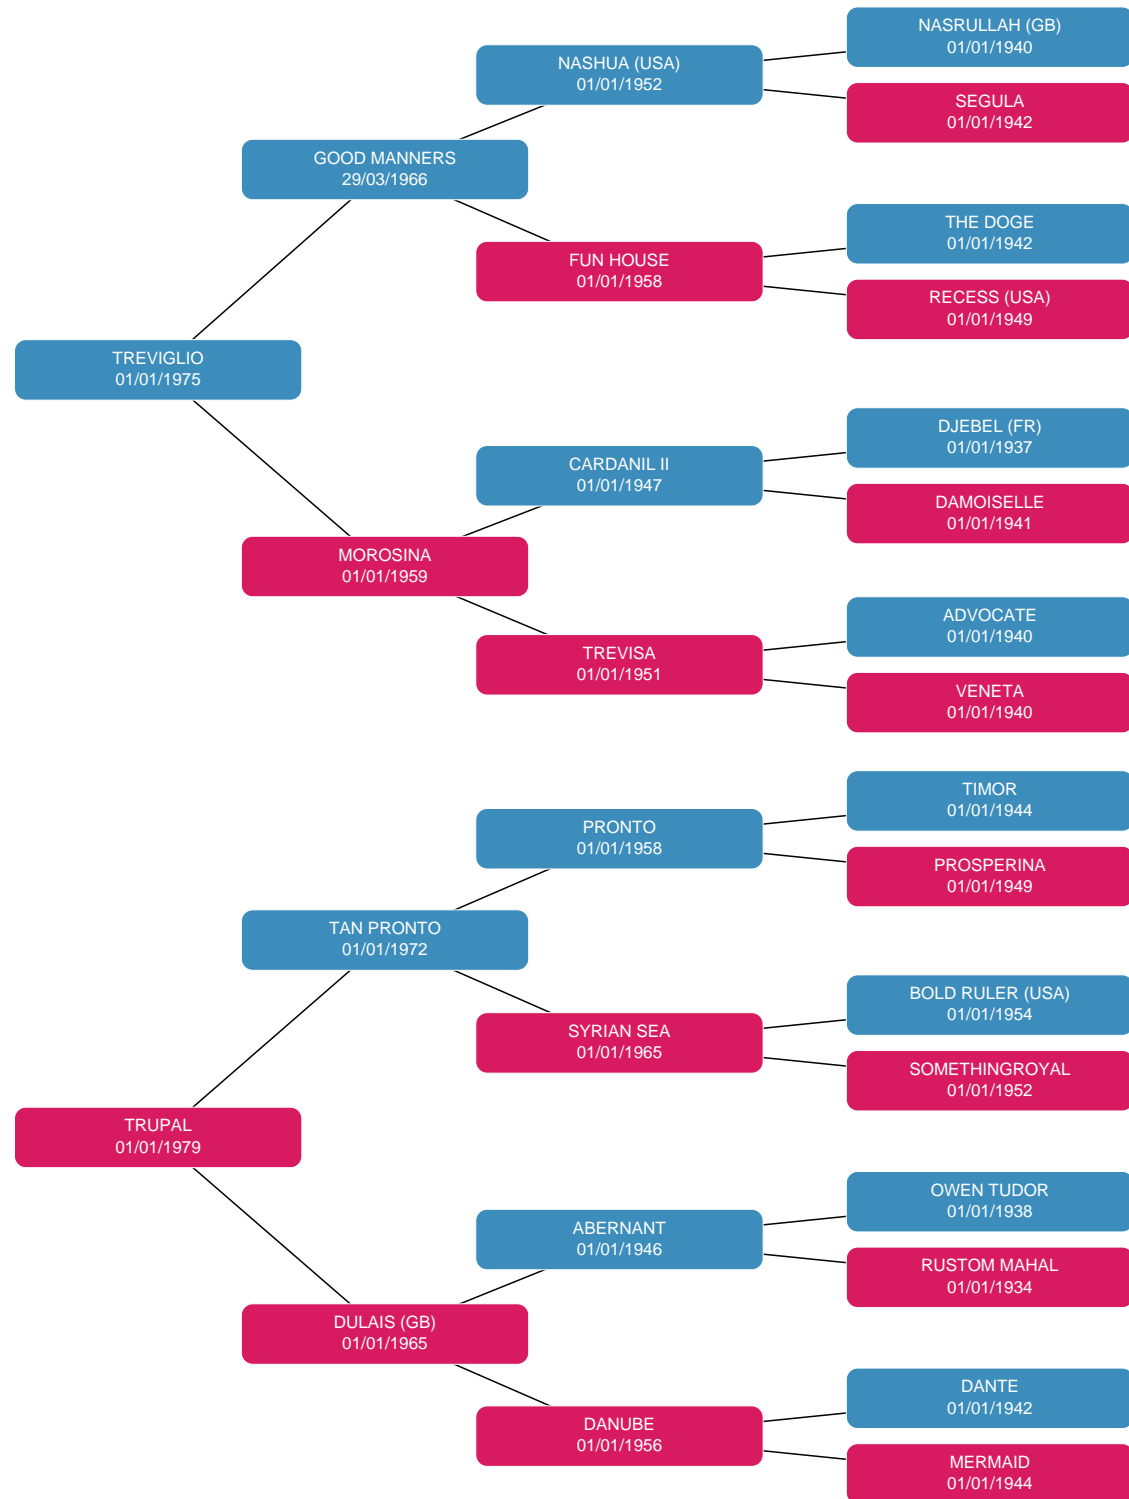 NASRULLAH (GB)
01/01/1940
NASHUA (USA)
01/01/1952
SEGULA
01/01/1942
GOOD MANNERS
29/03/1966
THE DOGE
01/01/1942
FUN HOUSE
01/01/1958
RECESS (USA)
01/01/1949
TREVIGLIO
01/01/1975
DJEBEL (FR)
01/01/1937
CARDANIL II
01/01/1947
DAMOISELLE
01/01/1941
MOROSINA
01/01/1959
ADVOCATE
01/01/1940
TREVISA
01/01/1951
VENETA
01/01/1940
TIMOR
01/01/1944
PRONTO
01/01/1958
PROSPERINA
01/01/1949
TAN PRONTO
01/01/1972
BOLD RULER (USA)
01/01/1954
SYRIAN SEA
01/01/1965
SOMETHINGROYAL
01/01/1952
TRUPAL
01/01/1979
OWEN TUDOR
01/01/1938
ABERNANT
01/01/1946
RUSTOM MAHAL
01/01/1934
DULAIS (GB)
01/01/1965
DANTE
01/01/1942
DANUBE
01/01/1956
MERMAID
01/01/1944